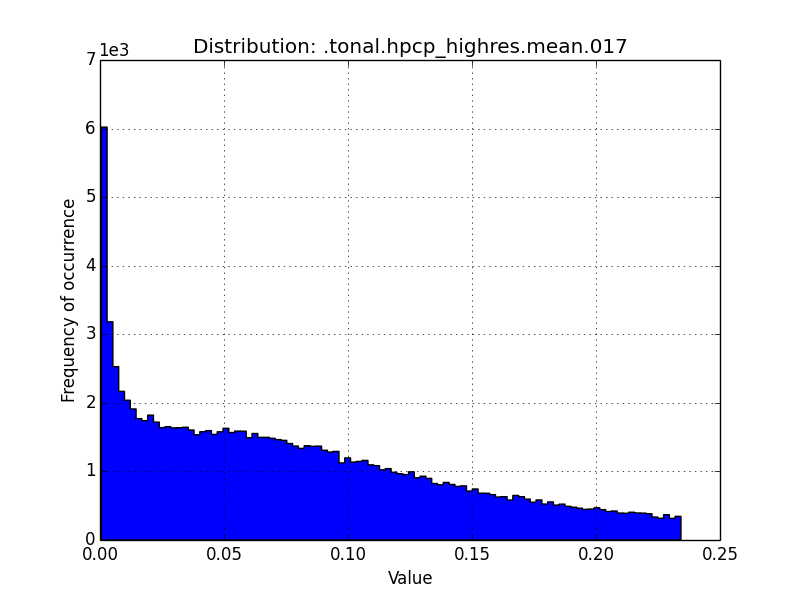 Distribution: .tonal.hpcp_highres.mean.017
1e3
7
6
5
4
3
2
1
0
Frequency of occurrence
0.00 0.05 0.10 0.15 0.20 0.25
Value